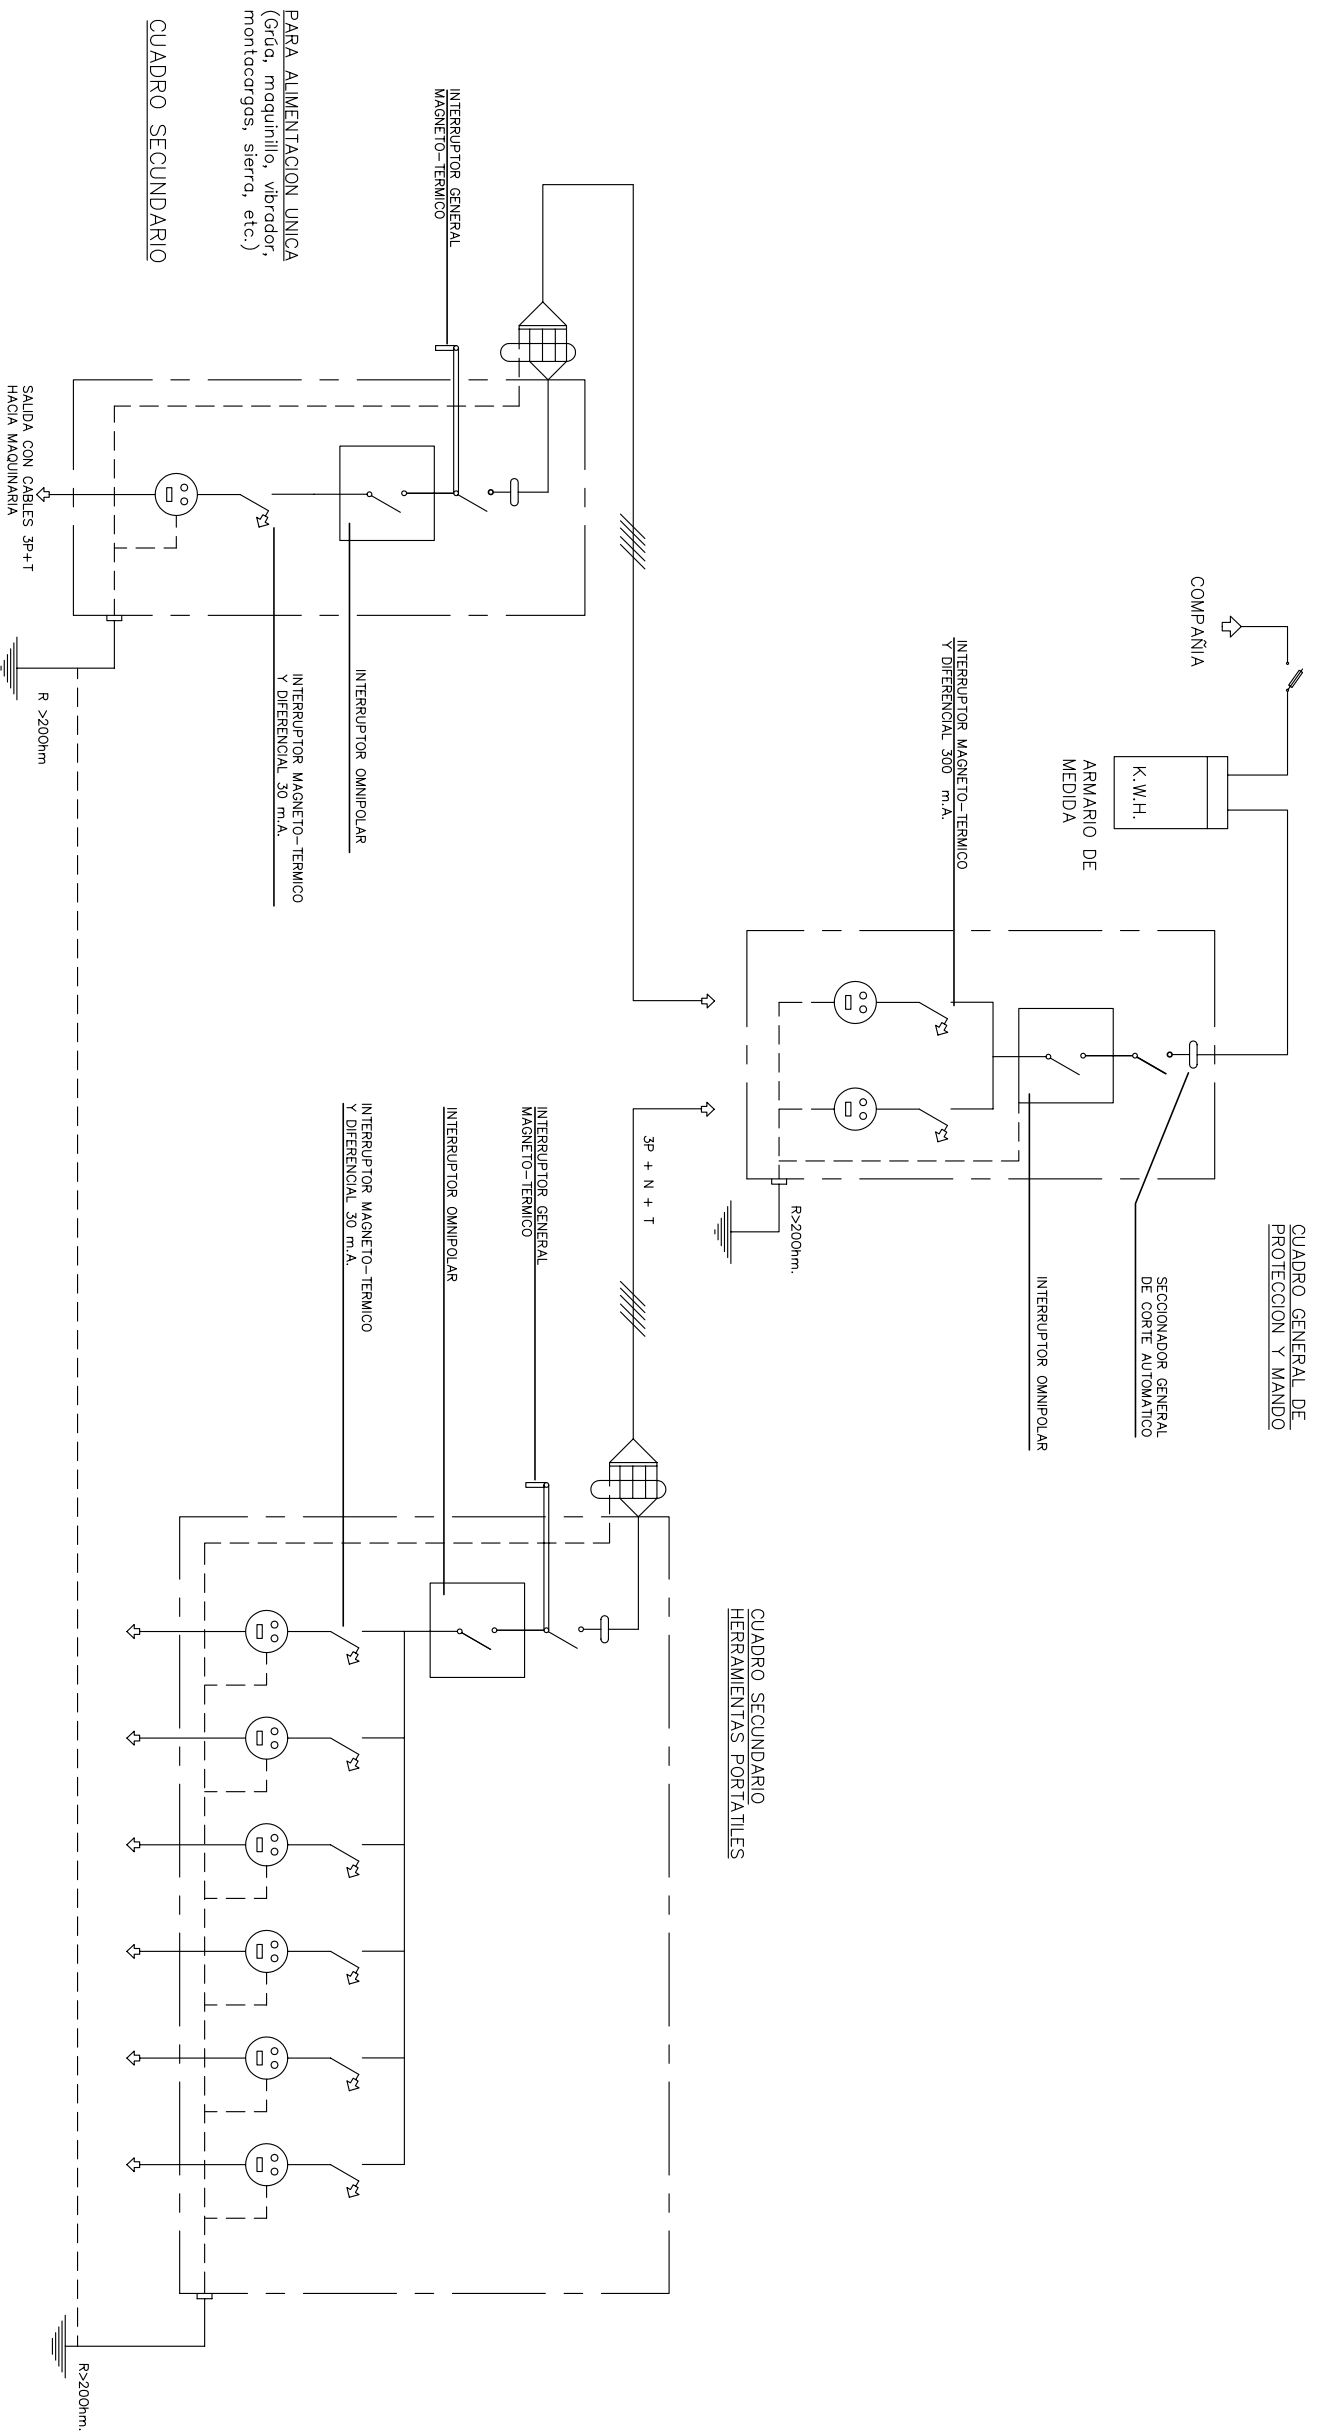 COMPAÑIA
K.W.H.
ARMARIO DE
MEDIDA
CUADRO GENERAL DE
PROTECCION Y MANDO
SECCIONADOR GENERAL
DE CORTE AUTOMATICO
INTERRUPTOR OMNIPOLAR
INTERRUPTOR MAGNETO-TERMICO
Y DIFERENCIAL 300 m.A.
R>20Ohm.
3P + N + T
CUADRO SECUNDARIO
HERRAMIENTAS PORTATILES
INTERRUPTOR GENERAL
MAGNETO-TERMICO
INTERRUPTOR OMNIPOLAR
INTERRUPTOR MAGNETO-TERMICO
Y DIFERENCIAL 30 m.A.
R>20Ohm.
INTERRUPTOR GENERAL
MAGNETO-TERMICO
INTERRUPTOR OMNIPOLAR
INTERRUPTOR MAGNETO-TERMICO
Y DIFERENCIAL 30 m.A.
PARA ALIMENTACION UNICA
(Grúa, maquinillo, vibrador,
montacargas, sierra, etc.)
CUADRO SECUNDARIO
SALIDA CON CABLES 3P+T
HACIA MAQUINARIA
R >20Ohm